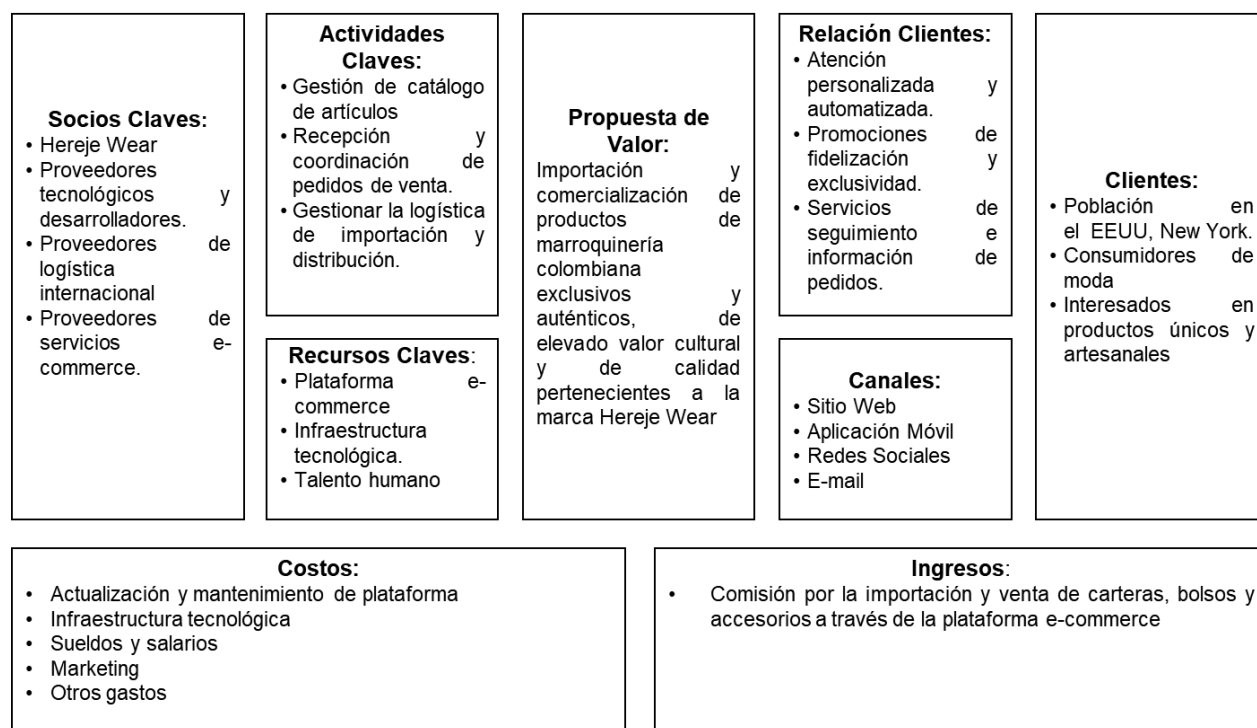 Socios Claves:
• Hereje Wear
• Proveedores
tecnológicos y
desarrolladores.
• Proveedores de
logística
internacional
• Proveedores de
servicios e-
commerce.
Actividades
Claves:
• Gestión de catálogo
de artículos
• Recepción y
coordinación de
pedidos de venta.
• Gestionar la logística
de importación y
distribución.
Recursos Claves:
• Plataforma e-
commerce
• Infraestructura
tecnológica.
• Talento humano
Propuesta de
Valor:
Importación y
comercialización de
productos de
marroquinería
colombiana
exclusivos y
auténticos, de
elevado valor cultural
y de calidad
pertenecientes a la
marca Hereje Wear
Relación Clientes:
• Atención
personalizada y
automatizada.
• Promociones de
fidelización y
exclusividad.
• Servicios de
seguimiento e
información de
pedidos.
Canales:
• Sitio Web
• Aplicación Móvil
• Redes Sociales
• E-mail
Clientes:
• Población en
el EEUU, New York.
• Consumidores de
moda
• Interesados en
productos únicos y
artesanales
Costos:
• Actualización y mantenimiento de plataforma
• Infraestructura tecnológica
• Sueldos y salarios
• Marketing
• Otros gastos
Ingresos:
• Comisión por la importación y venta de carteras, bolsos y
accesorios a través de la plataforma e-commerce